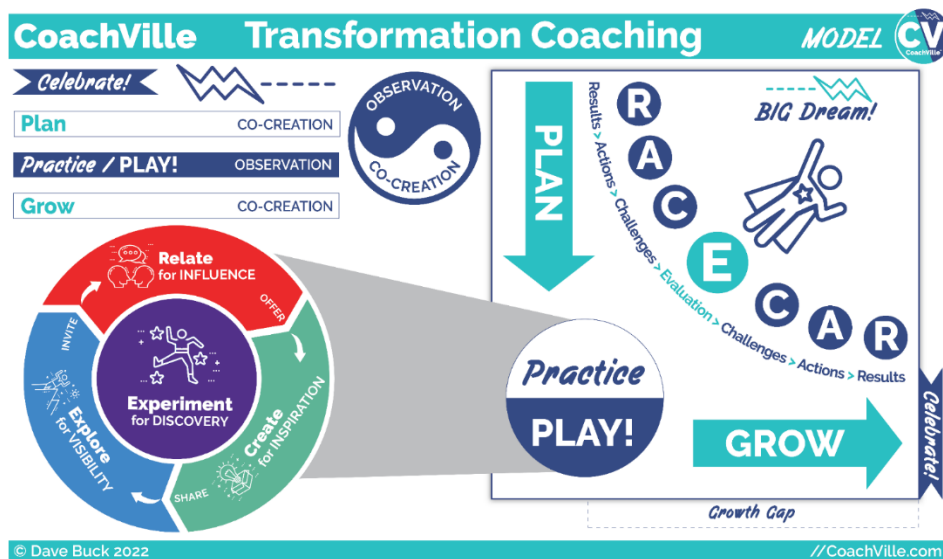 CoachVille Transformation Coaching MODEL CV
CoachVille
Celebrate!
Plan CO-CREATION
Practice / PLAY! OBSERVATION
Grow CO-CREATION
OBSERVATION
CO-CREATION
Relate
for INFLUENCE
OFFER
Create
for INSPIRATION
SHARE
Explore
for VISIBILITY
INVITE
Experiment
for DISCOVERY
PLAN
R
A
C
E
C
A
R
Results > Actions > Challenges > Evaluation > Challenges > Actions > Results
BIG Dream!
Practice
PLAY!
GROW
Celebrate!
Growth Gap
© Dave Buck 2022 //CoachVille.com